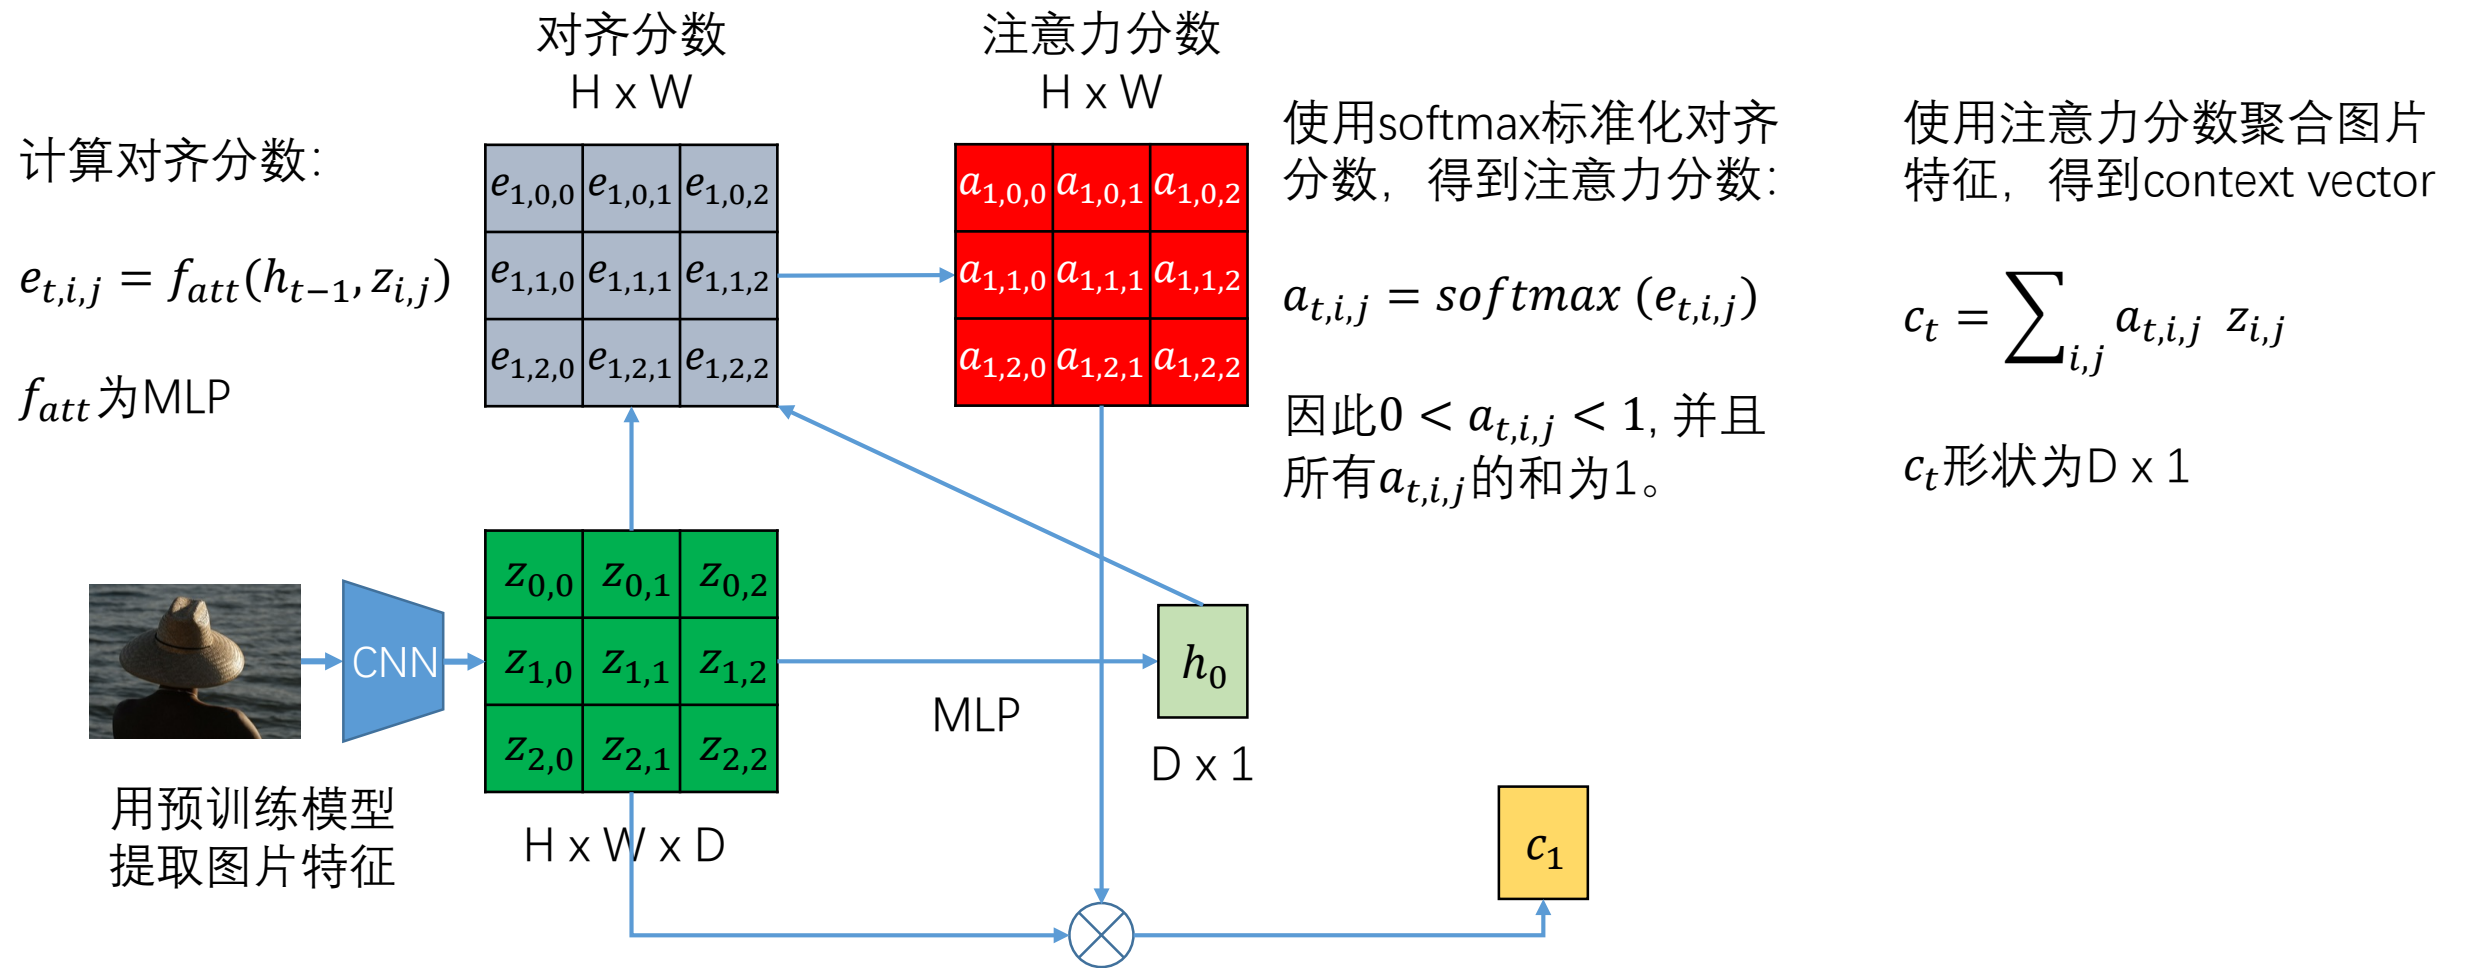 对齐分数
H x W
注意力分数
H x W
计算对齐分数:
e_{t,i,j} = f_{att}(h_{t-1}, z_{i,j})
f_{att}为MLP
e_{1,0,0} e_{1,0,1} e_{1,0,2}
e_{1,1,0} e_{1,1,1} e_{1,1,2}
e_{1,2,0} e_{1,2,1} e_{1,2,2}
a_{1,0,0} a_{1,0,1} a_{1,0,2}
a_{1,1,0} a_{1,1,1} a_{1,1,2}
a_{1,2,0} a_{1,2,1} a_{1,2,2}
使用softmax标准化对齐
分数, 得到注意力分数:
a_{t,i,j} = softmax (e_{t,i,j})
因此0 < a_{t,i,j} < 1, 并且
所有a_{t,i,j}的和为1。
使用注意力分数聚合图片
特征, 得到context vector
c_t = ∑_{i,j} a_{t,i,j} z_{i,j}
c_t形状为D x 1
CNN
z_{0,0} z_{0,1} z_{0,2}
z_{1,0} z_{1,1} z_{1,2}
z_{2,0} z_{2,1} z_{2,2}
MLP
h_0
D x 1
用预训练模型
提取图片特征
H x W x D
c_1